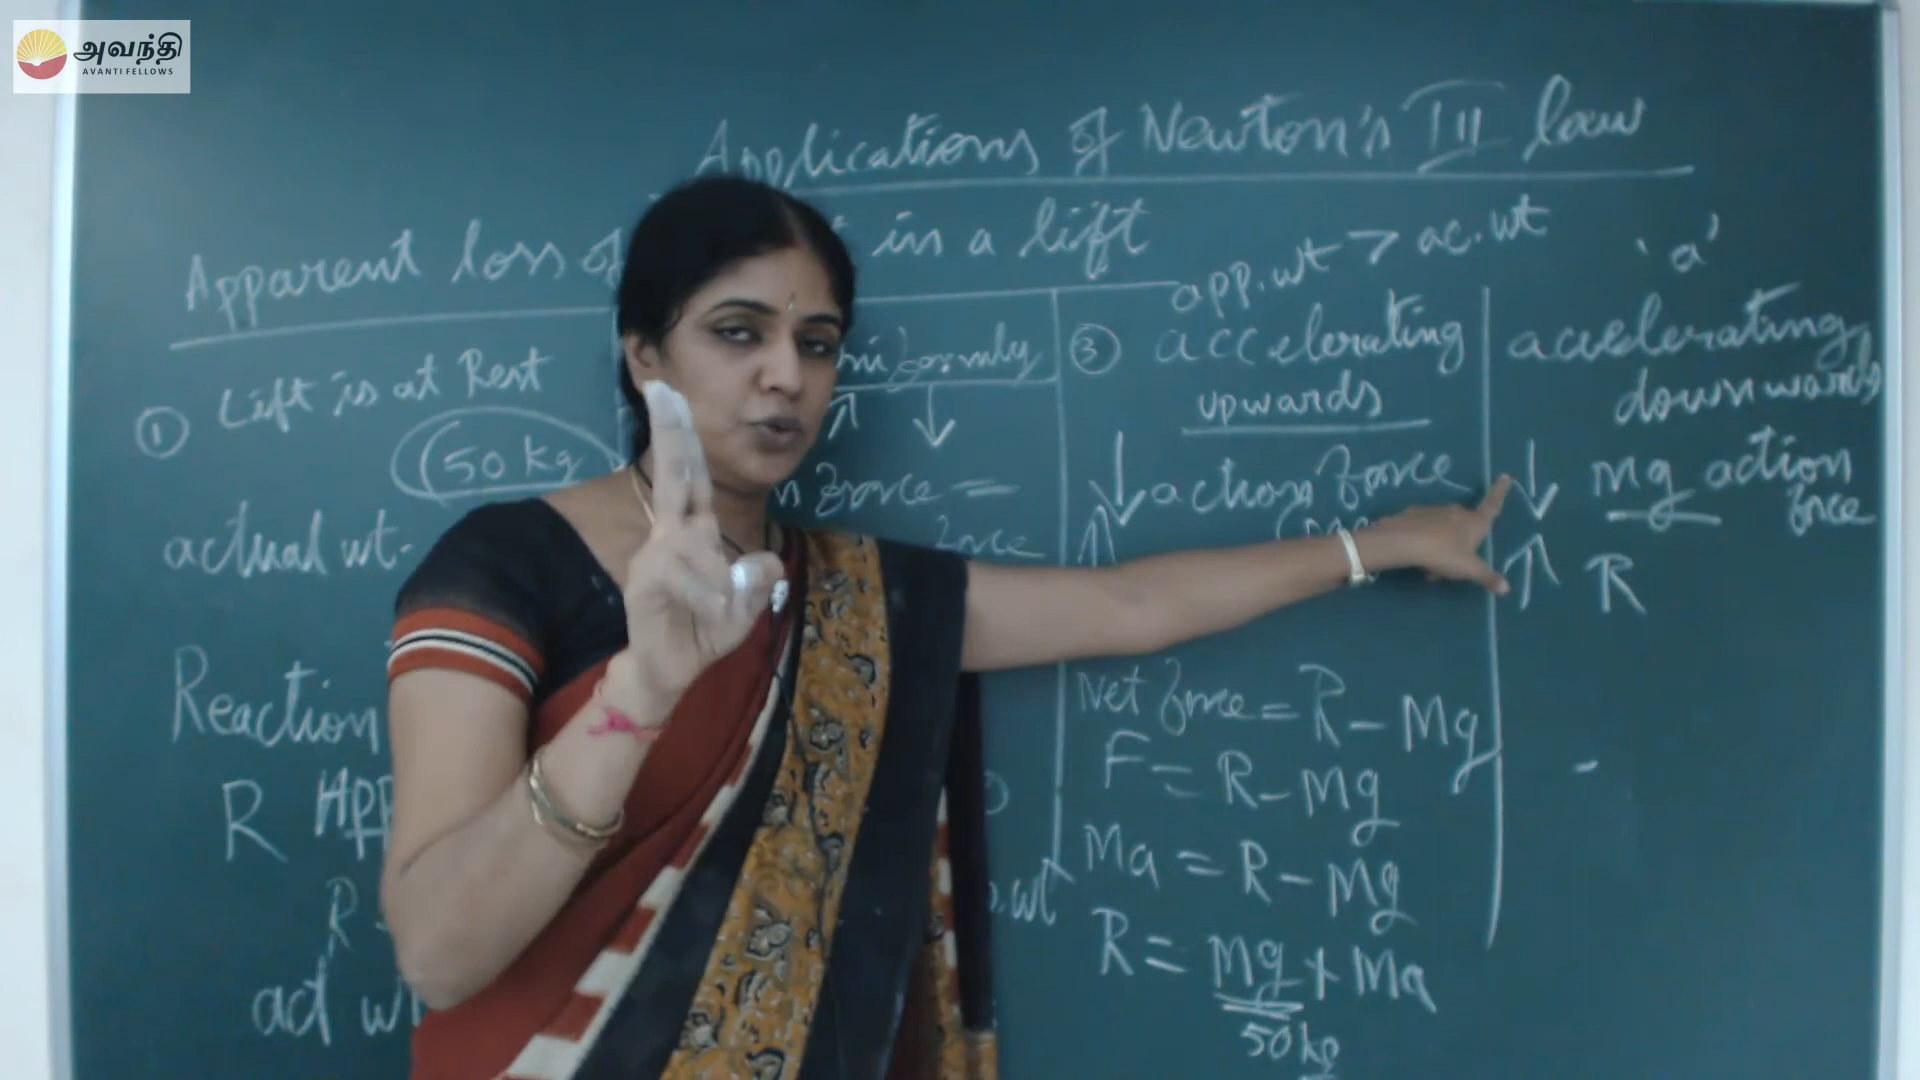 அவந்தி
AVANTI FELLOWS
Applications of Newton's III law
Apparent loss of in a lift
① Lift is at Rest
50 kg
actual wt.
Reaction
R App
R
act
force =
app.wt > ac.wt
③ accelerating
upwards
↓ action force
↑
Net force = R - Mg
F = R - Mg
Ma = R - Mg
R = Mg + Ma
50 kg
'a'
accelerating
downwards
↓ mg action
force
↑ R